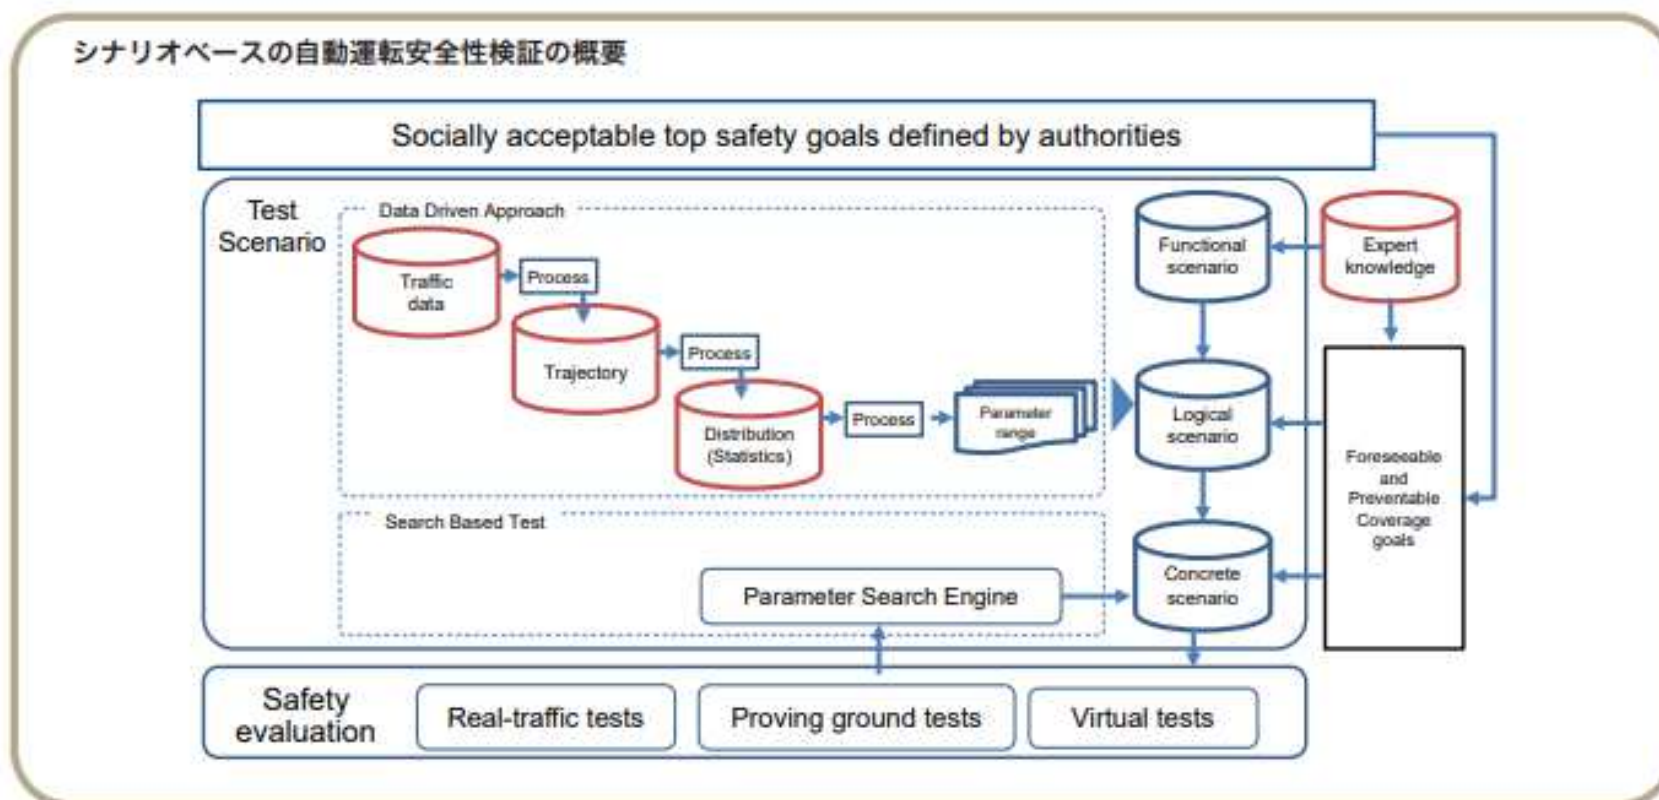 シナリオベースの自動運転安全性検証の概要
Socially acceptable top safety goals defined by authorities
Test
Scenario
Data Driven Approach
Traffic
data
Process
Trajectory
Process
Distribution
(Statistics)
Process
Parameter
range
Functional
scenario
Expert
knowledge
Logical
scenario
Foreseeable
and
Preventable
Coverage
goals
Search Based Test
Parameter Search Engine
Concrete
scenario
Safety
evaluation
Real-traffic tests
Proving ground tests
Virtual tests